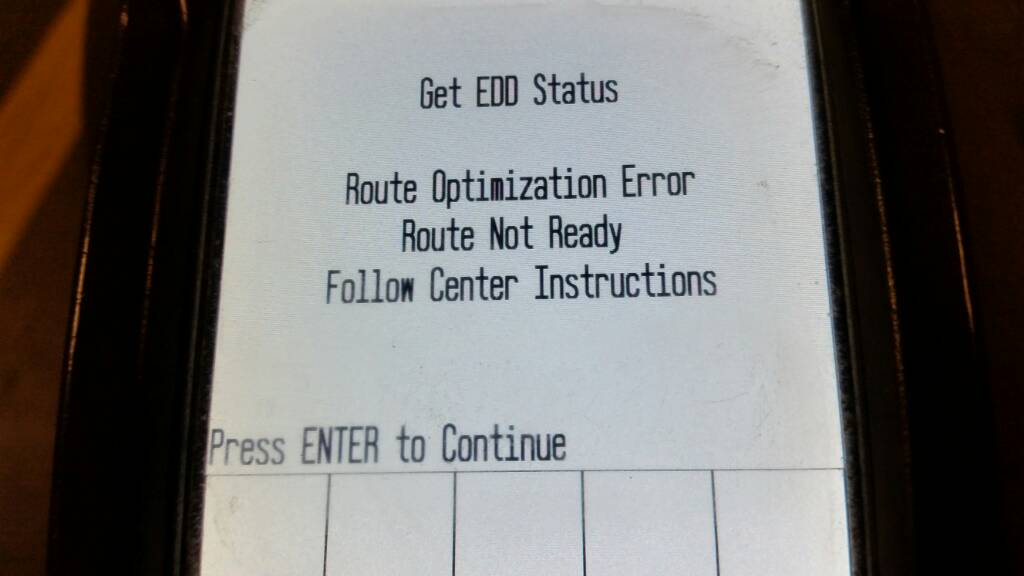 Get EDD Status
Route Optimization Error
Route Not Ready
Follow Center Instructions
Press ENTER to Continue